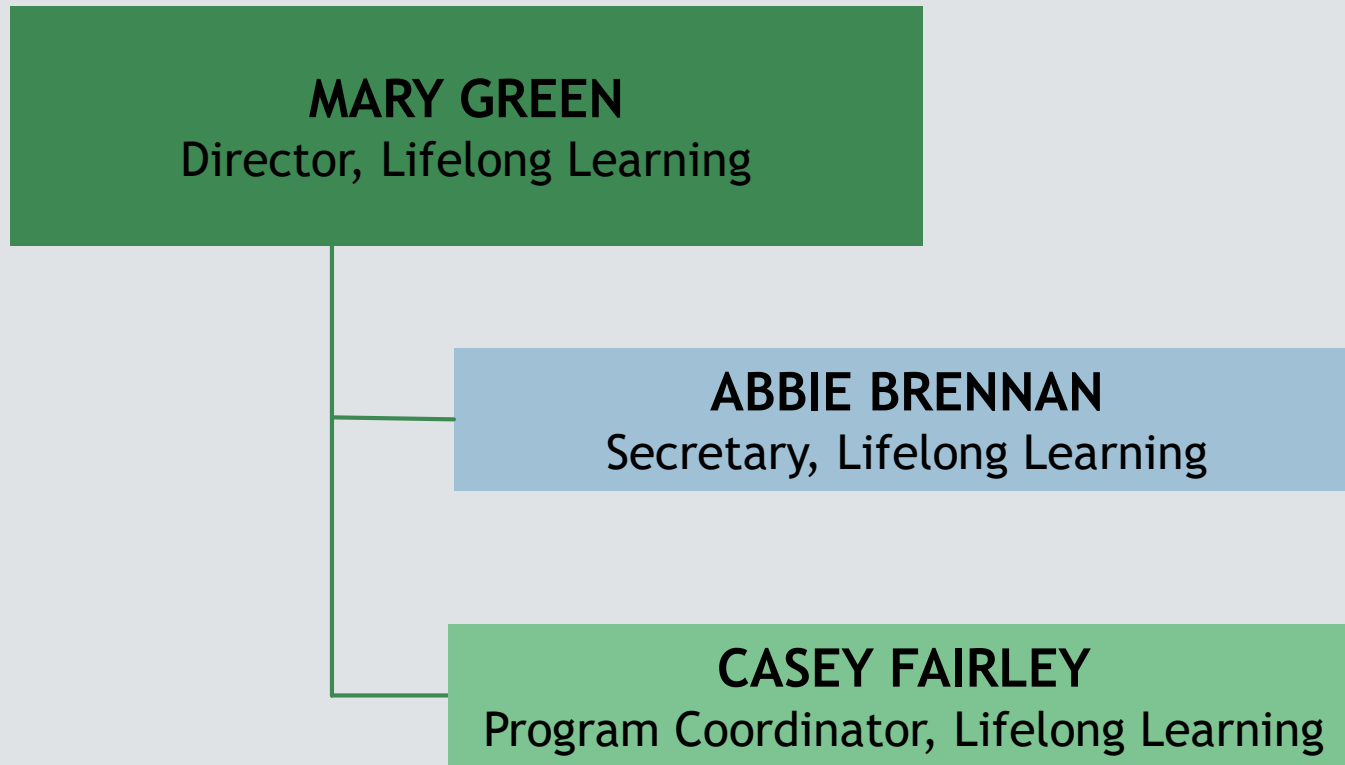 MARY GREEN
Director, Lifelong Learning
ABBIE BRENNAN
Secretary, Lifelong Learning
CASEY FAIRLEY
Program Coordinator, Lifelong Learning